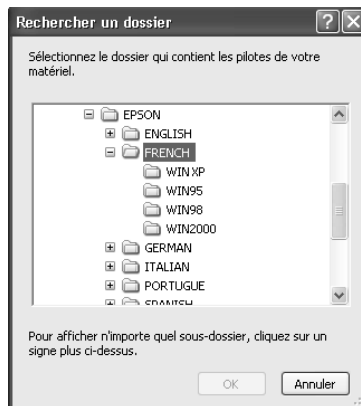 Rechercher un dossier
Sélectionnez le dossier qui contient les pilotes de votre
matériel.
EPSON
ENGLISH
FRENCH
WIN XP
WIN95
WIN98
WIN2000
GERMAN
ITALIAN
PORTUGUE
SPANISH
Pour afficher n'importe quel sous-dossier, cliquez sur un
signe plus ci-dessus.
OK
Annuler